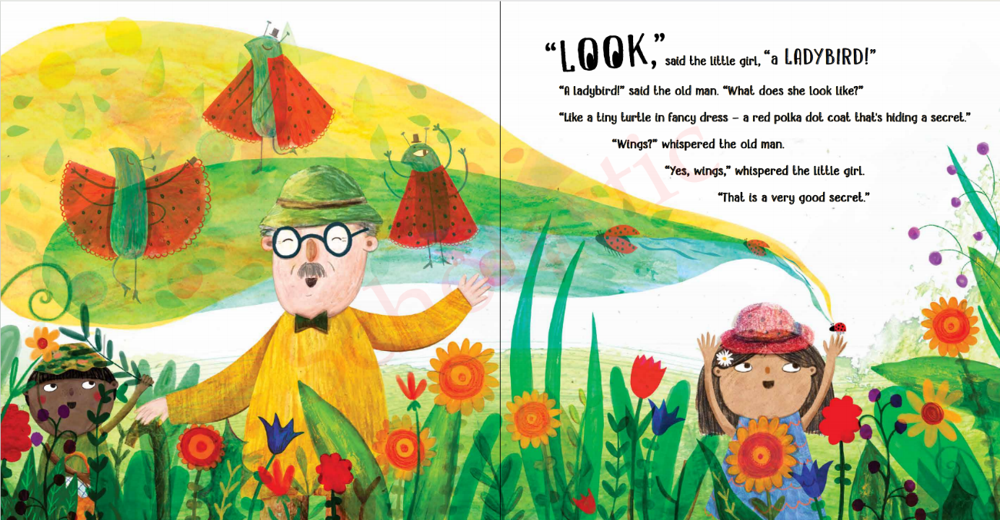 “LOOK,” said the little girl, “a LADYBIRD!”
“A ladybird!” said the old man. “What does she look like?”
“Like a tiny turtle in fancy dress – a red polka dot coat that's hiding a secret.”
“Wings?” whispered the old man.
“Yes, wings,” whispered the little girl.
“That is a very good secret.”